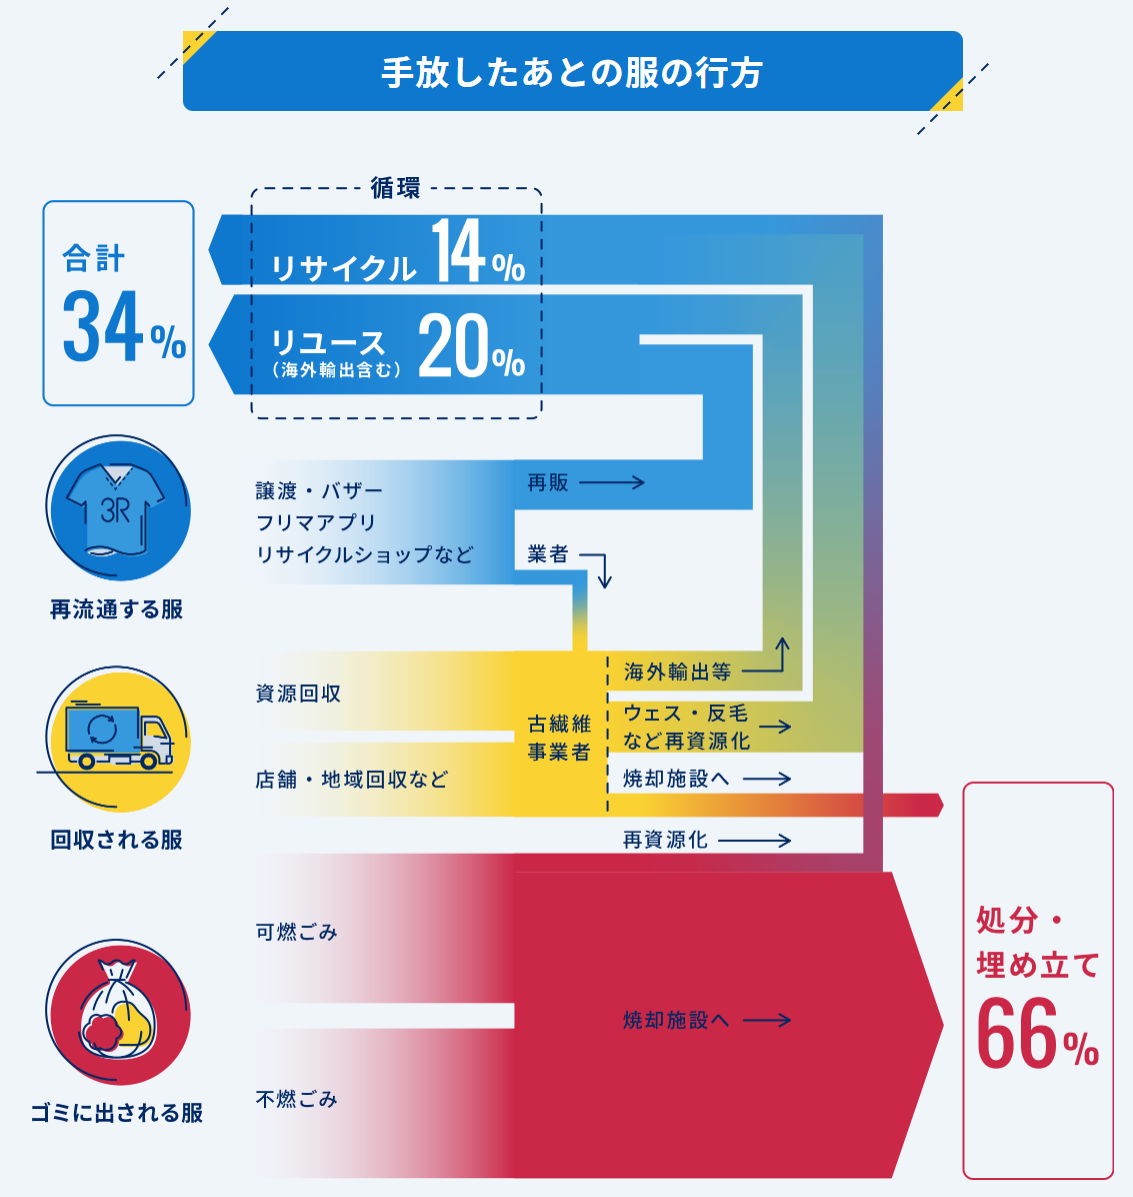 手放したあとの服の行方
循環
合計
34%
リサイクル 14%
リユース
(海外輸出含む)
20%
3R
再流通する服
譲渡・バザー
フリマアプリ
リサイクルショップなど
再販
業者
回収される服
資源回収
店舗・地域回収など
古繊維
事業者
海外輸出等
ウェス・反毛
など再資源化
焼却施設へ
再資源化
ゴミに出される服
可燃ごみ
不燃ごみ
焼却施設へ
処分・
埋め立て
66%